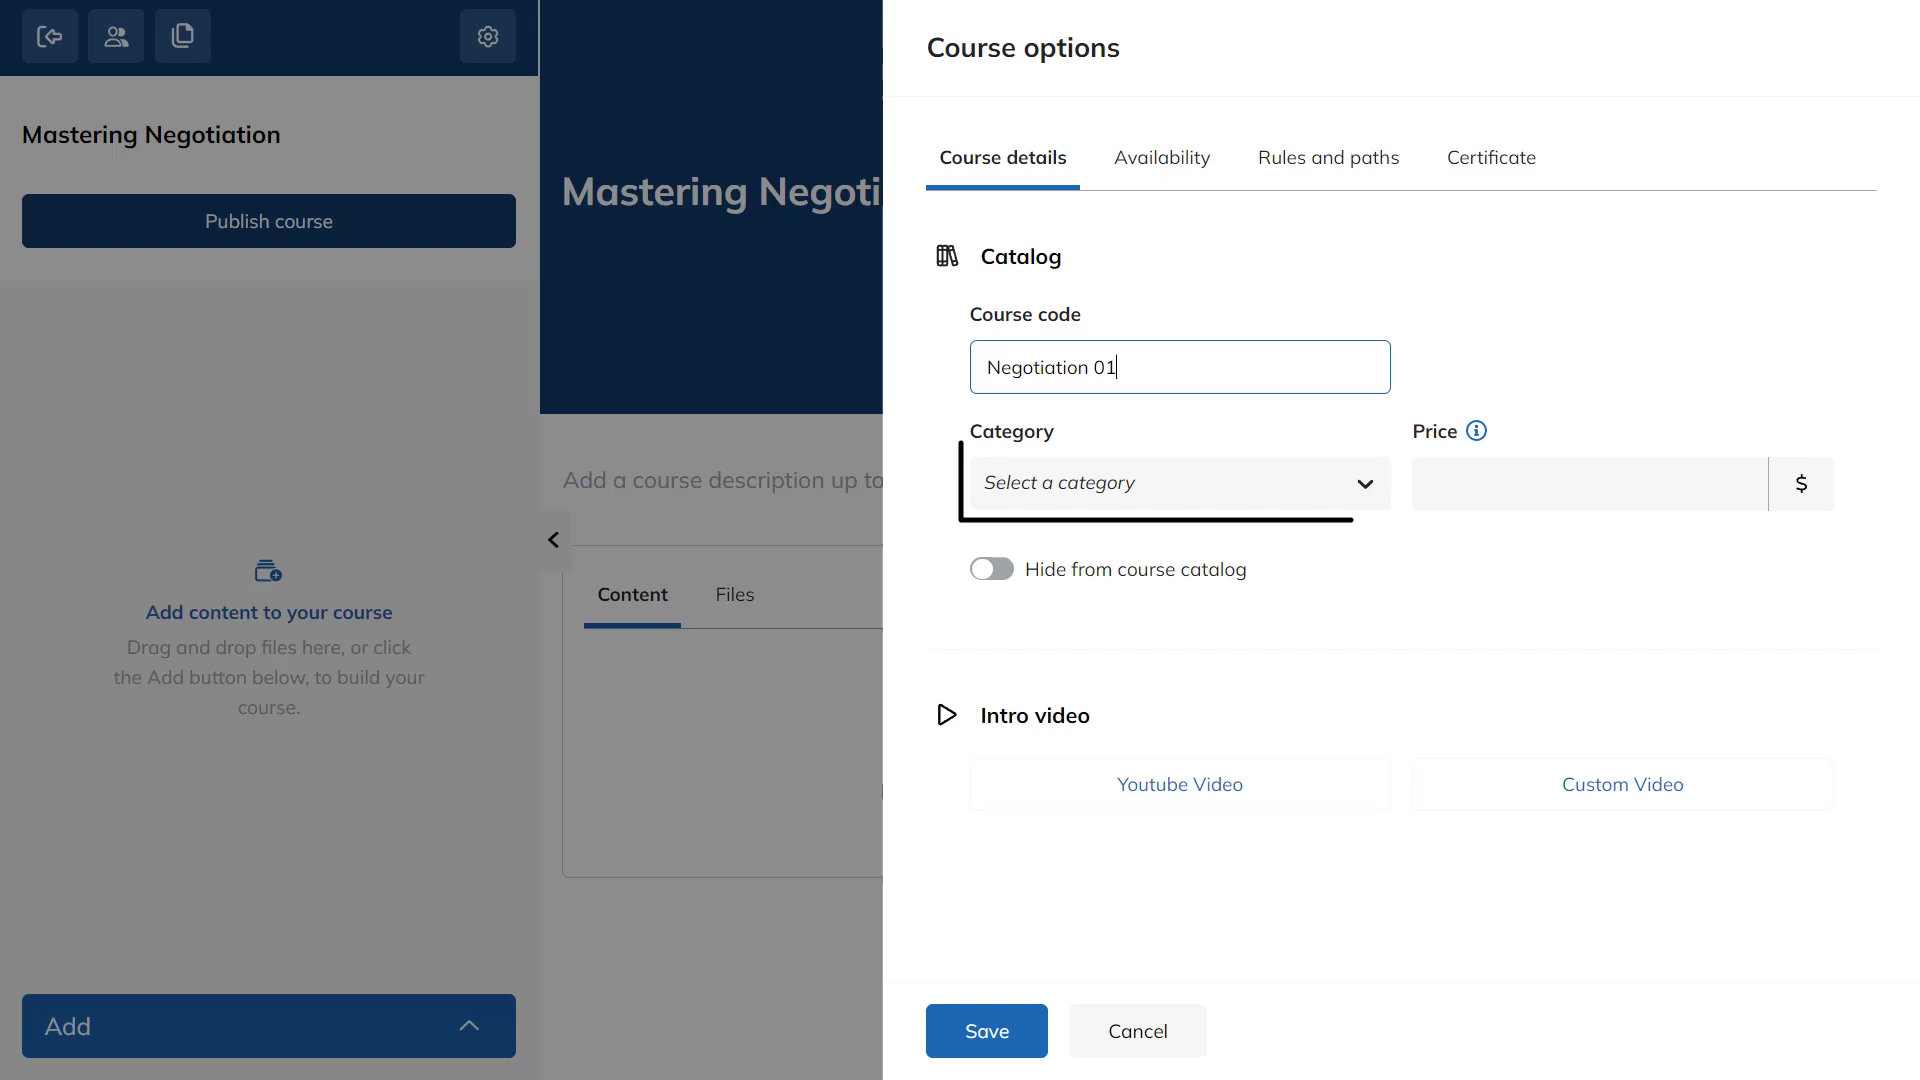 Mastering Negotiation
Publish course
Add content to your course
Drag and drop files here, or click
the Add button below, to build your
course.
Add
Mastering Negoti
Add a course description up to
Content
Files
Course options
Course details
Availability
Rules and paths
Certificate
Catalog
Course code
Negotiation 01
Category
Price
Select a category
$
Hide from course catalog
Intro video
Youtube Video
Custom Video
Save
Cancel